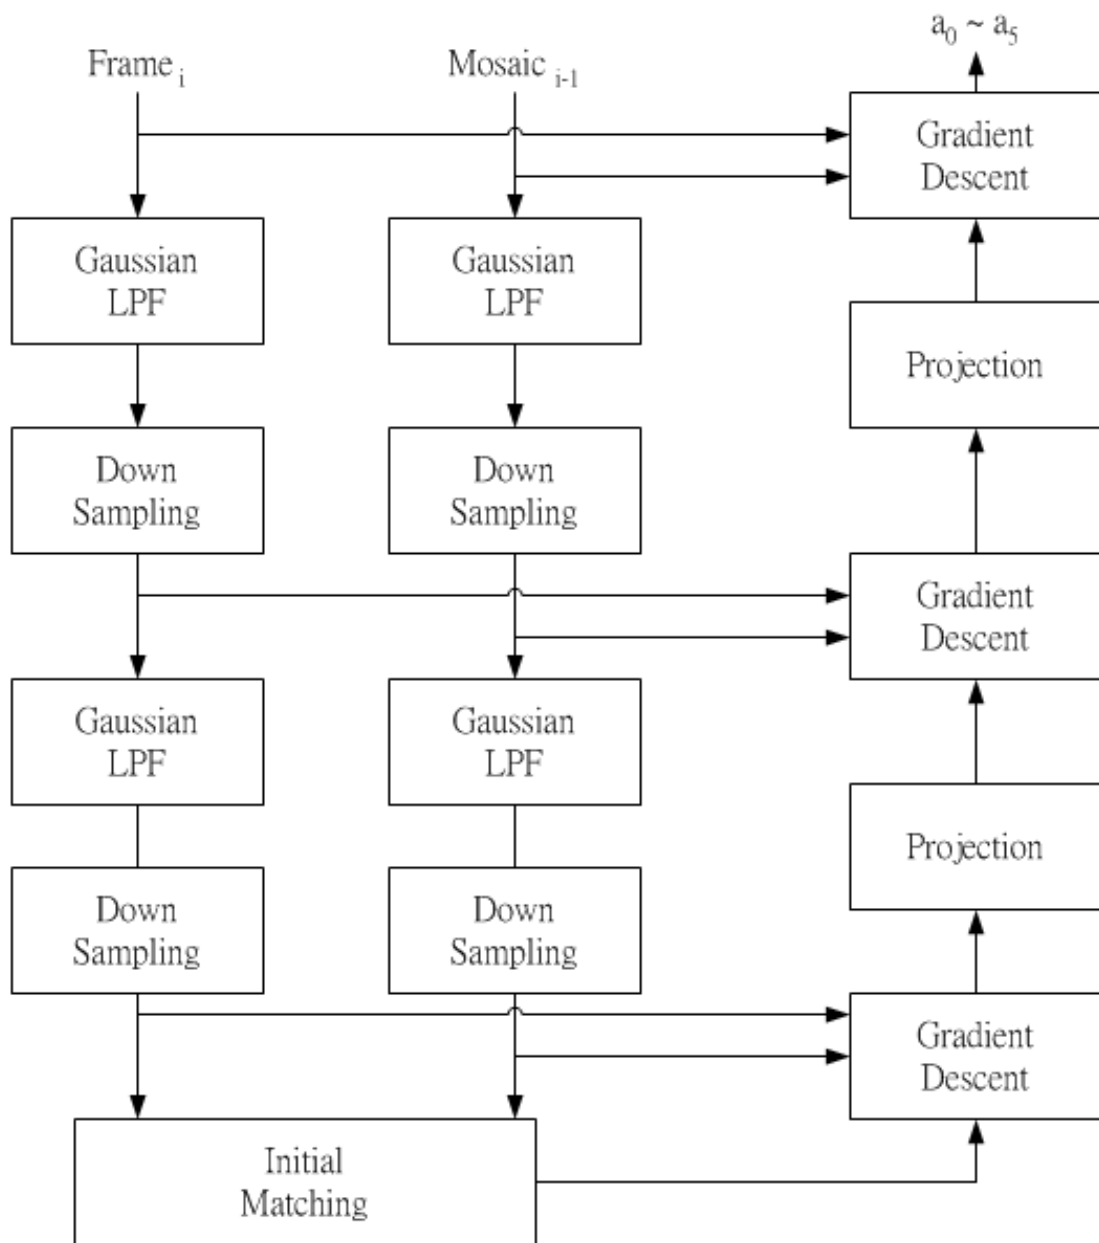 a0 ~ a5
Frame i
Mosaic i-1
Gradient
Descent
Gaussian
LPF
Gaussian
LPF
Projection
Down
Sampling
Down
Sampling
Gradient
Descent
Gaussian
LPF
Gaussian
LPF
Projection
Down
Sampling
Down
Sampling
Gradient
Descent
Initial
Matching